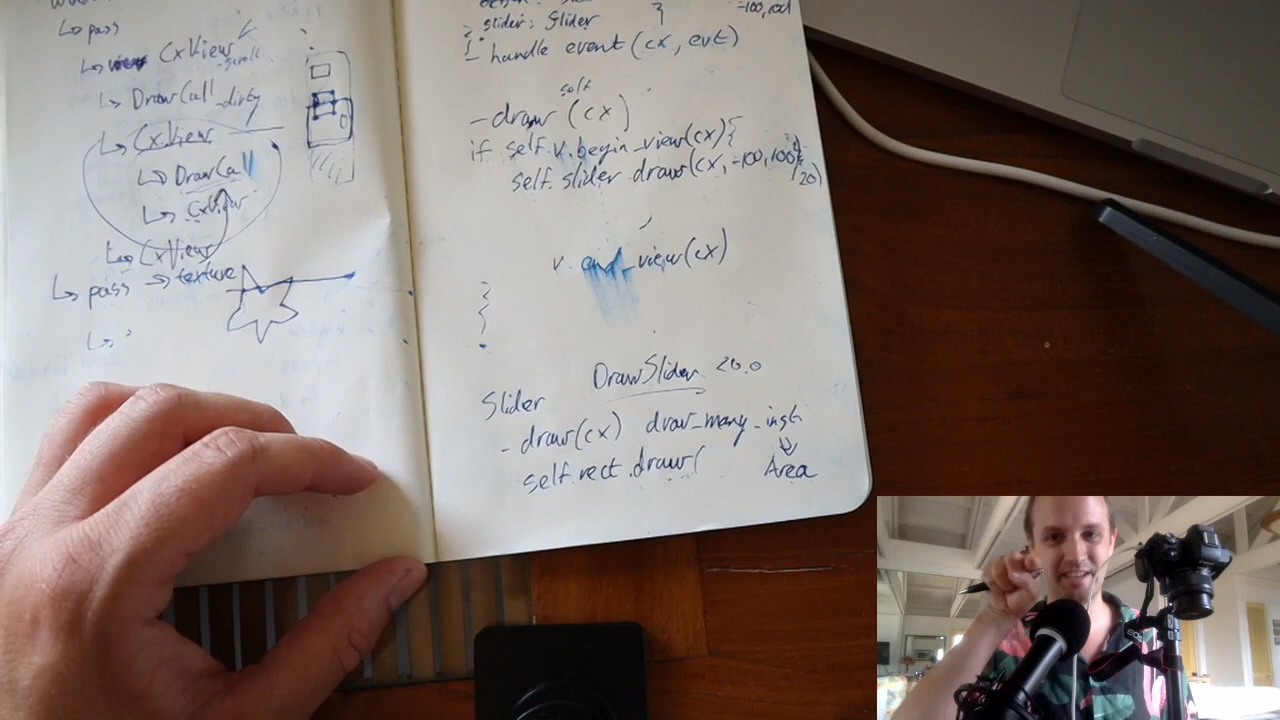 ↳ pass
↳ CxView
scroll
↳ DrawCall_dirty
↳ CxView
↳ DrawCall
↳ CxView
↳ CxView
↳ pass → texture
↳
slider: Slider }
-100, 100
handle event (cx, evt)
self
- draw (cx)
if self.v.begin_view(cx){
self.slider.draw(cx, -100, 100,
20)
v. end_view(cx)
DrawSlider 20.0
Slider
- draw(cx) draw_many_inst
self.rect.draw( Area
EOS